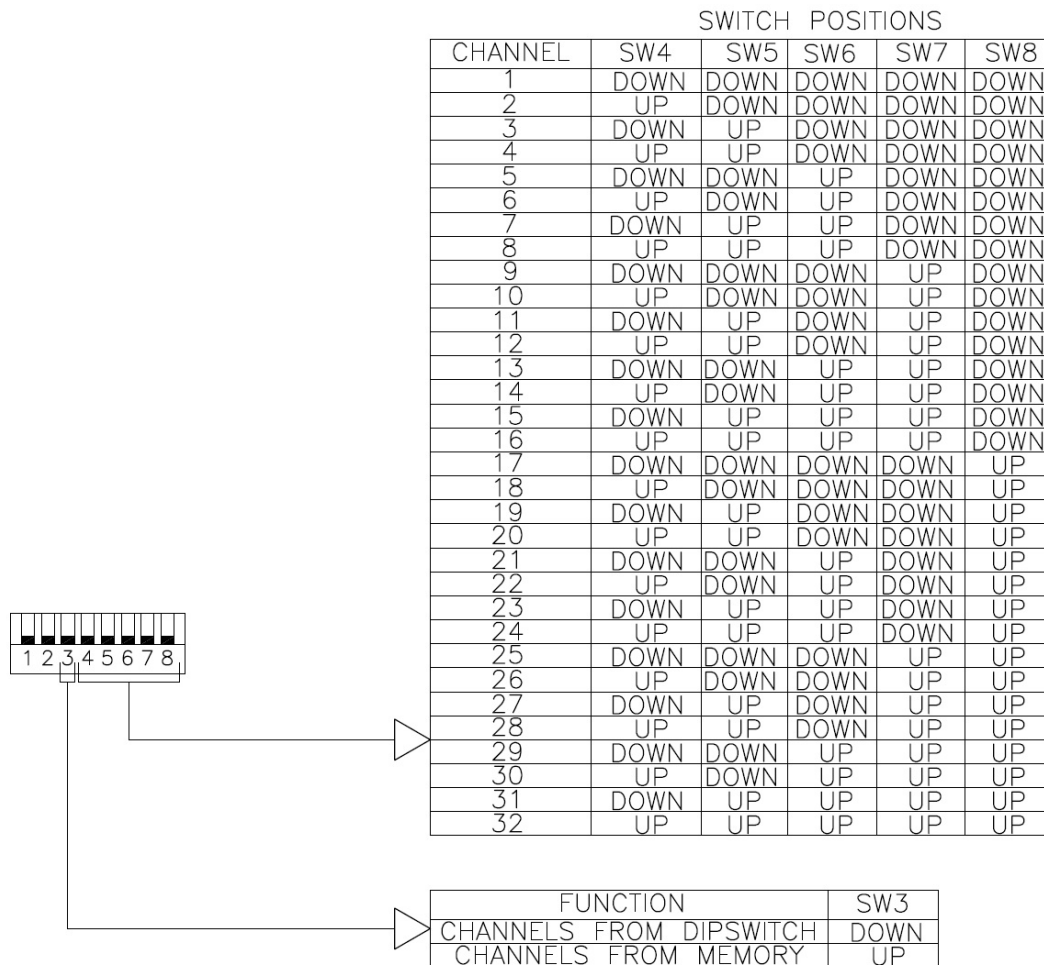 SWITCH POSITIONS
CHANNEL SW4 SW5 SW6 SW7 SW8
1 DOWN DOWN DOWN DOWN DOWN
2 UP DOWN DOWN DOWN DOWN
3 DOWN UP DOWN DOWN DOWN
4 UP UP DOWN DOWN DOWN
5 DOWN DOWN UP DOWN DOWN
6 UP DOWN UP DOWN DOWN
7 DOWN UP UP DOWN DOWN
8 UP UP UP DOWN DOWN
9 DOWN DOWN DOWN UP DOWN
10 UP DOWN DOWN UP DOWN
11 DOWN UP DOWN UP DOWN
12 UP UP DOWN UP DOWN
13 DOWN DOWN UP UP DOWN
14 UP DOWN UP UP DOWN
15 DOWN UP UP UP DOWN
16 UP UP UP UP DOWN
17 DOWN DOWN DOWN DOWN UP
18 UP DOWN DOWN DOWN UP
19 DOWN UP DOWN DOWN UP
20 UP UP DOWN DOWN UP
21 DOWN DOWN UP DOWN UP
22 UP DOWN UP DOWN UP
23 DOWN UP UP DOWN UP
24 UP UP UP DOWN UP
25 DOWN DOWN DOWN UP UP
26 UP DOWN DOWN UP UP
27 DOWN UP DOWN UP UP
28 UP UP DOWN UP UP
29 DOWN DOWN UP UP UP
30 UP DOWN UP UP UP
31 DOWN UP UP UP UP
32 UP UP UP UP UP
1 2 3 4 5 6 7 8
FUNCTION SW3
CHANNELS FROM DIPSWITCH DOWN
CHANNELS FROM MEMORY UP